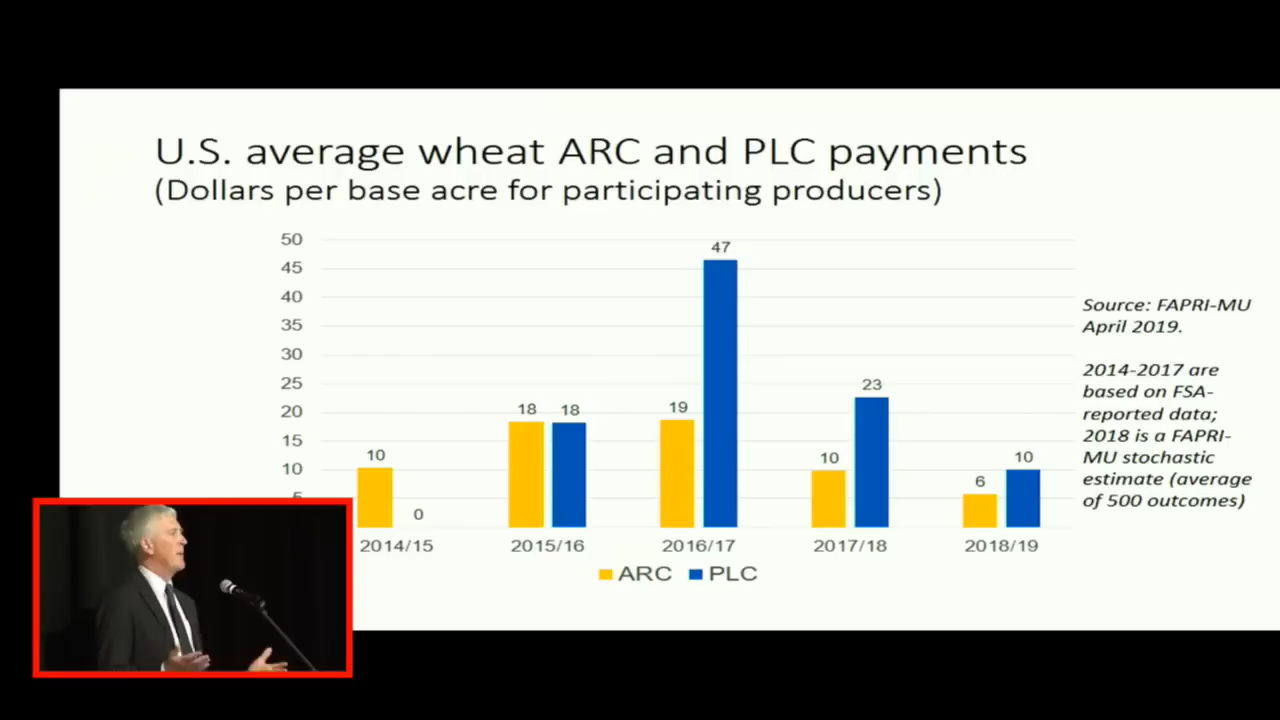 U.S. average wheat ARC and PLC payments
(Dollars per base acre for participating producers)
50
45
40
35
30
25
20
15
10
5
10
0
18
18
19
47
10
23
6
10
2014/15
2015/16
2016/17
2017/18
2018/19
ARC
PLC
Source: FAPRI-MU
April 2019.
2014-2017 are
based on FSA-
reported data;
2018 is a FAPRI-
MU stochastic
estimate (average
of 500 outcomes)